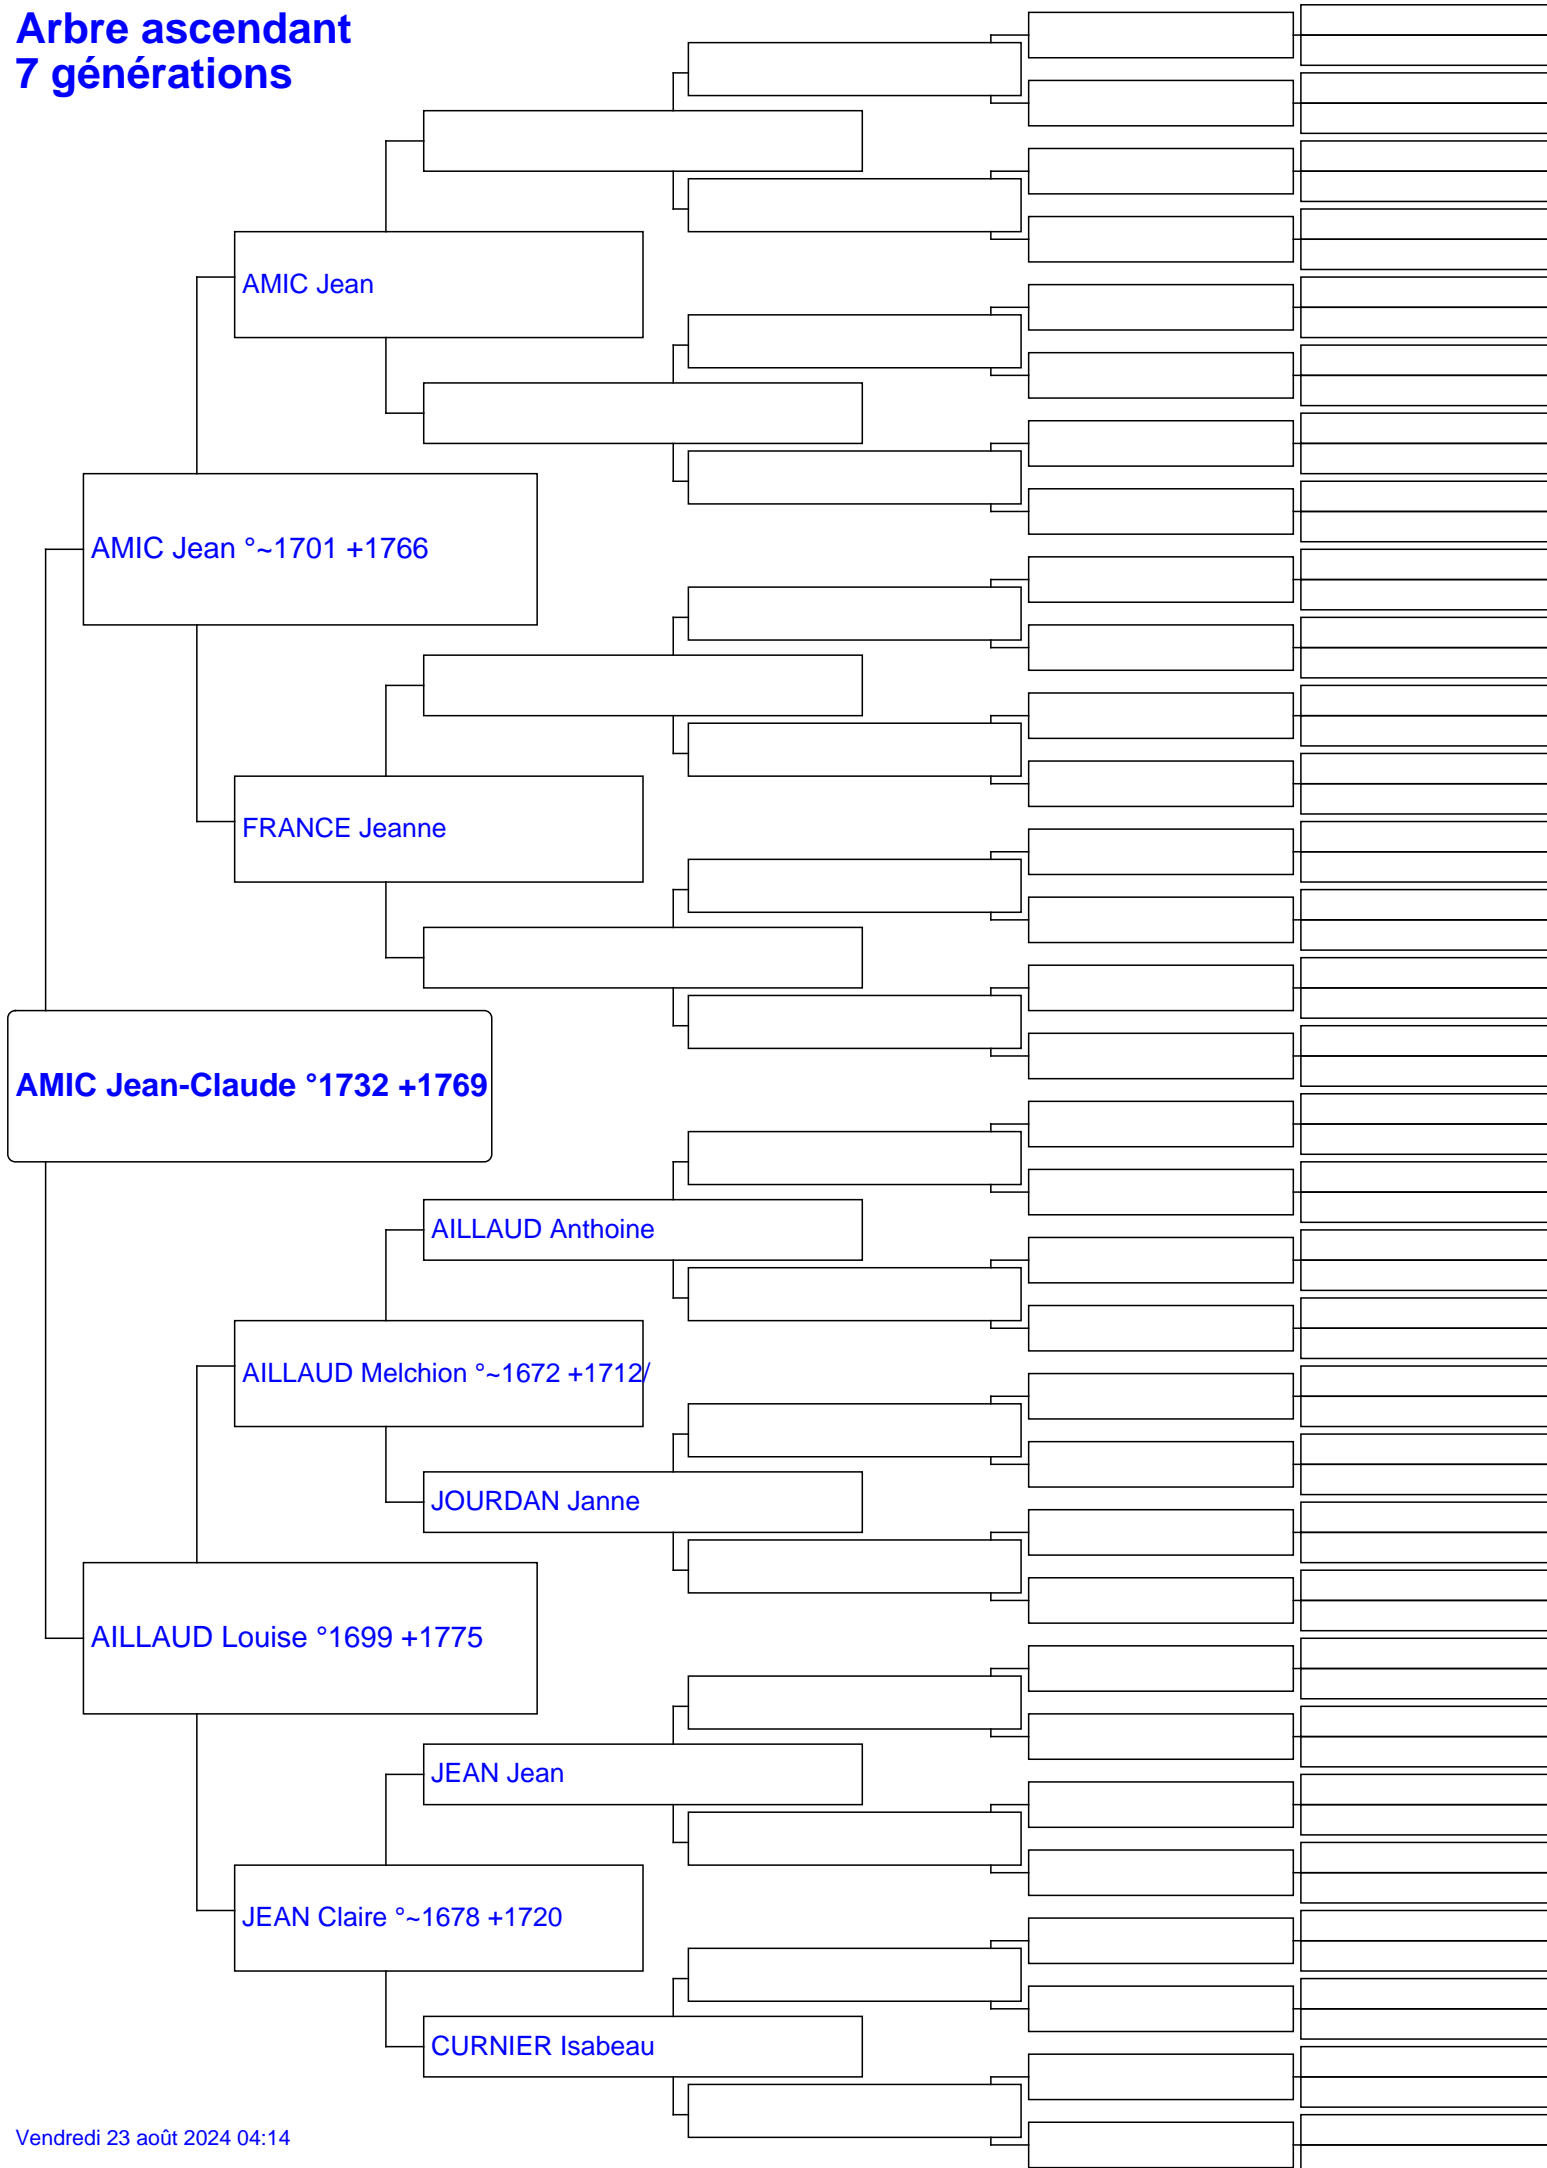 Arbre ascendant
7 générations
AMIC Jean
AMIC Jean °~1701 +1766
FRANCE Jeanne
AMIC Jean-Claude °1732 +1769
AILLAUD Anthoine
AILLAUD Melchion °~1672 +1712/
JOURDAN Janne
AILLAUD Louise °1699 +1775
JEAN Jean
JEAN Claire °~1678 +1720
CURNIER Isabeau
Vendredi 23 août 2024 04:14